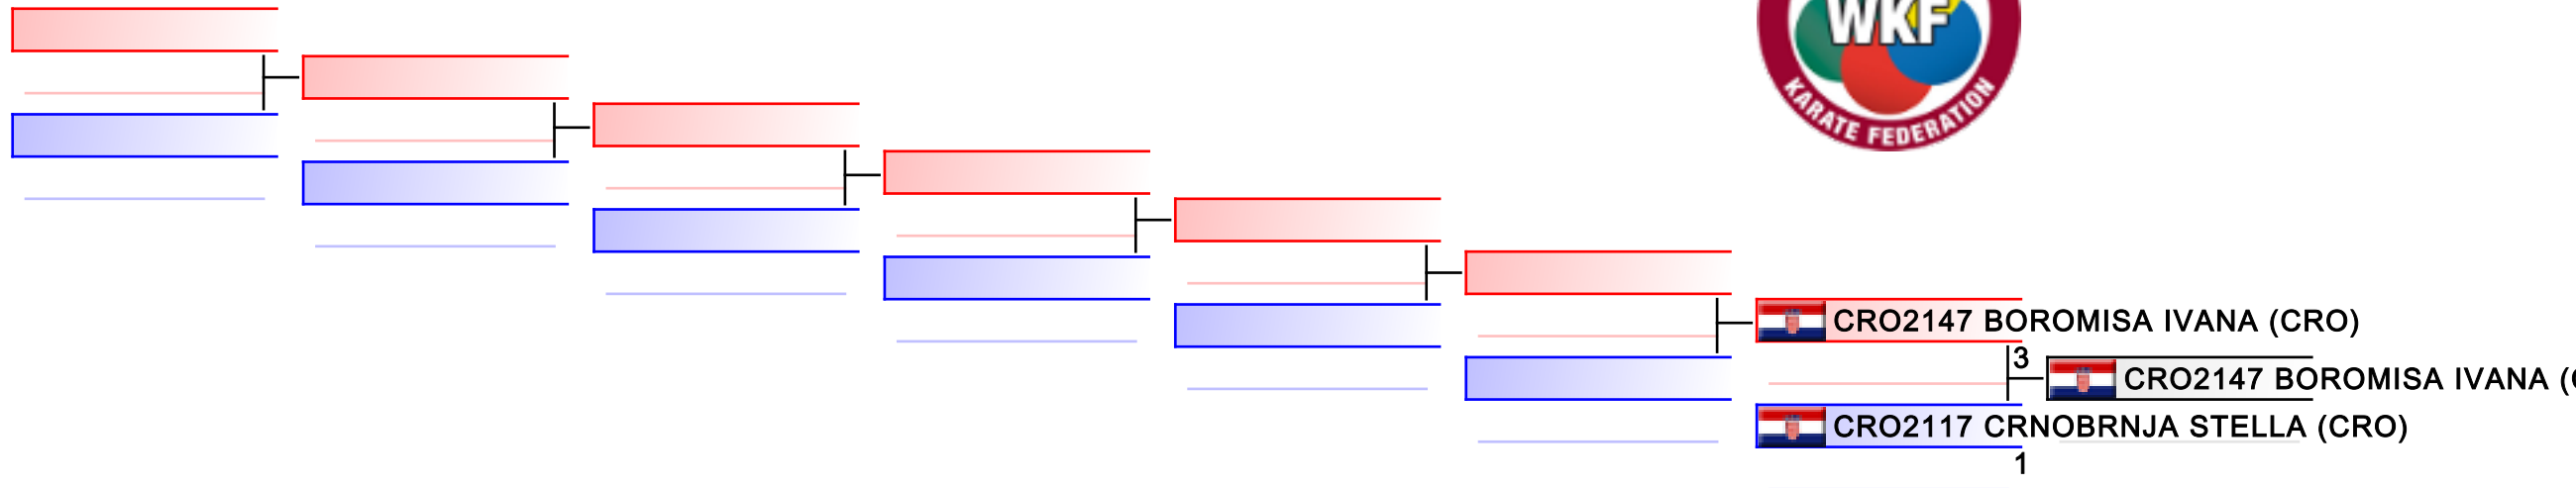 WKF
KARATE FEDERATION
CRO2147 BOROMISA IVANA (CRO)
3
CRO2147 BOROMISA IVANA (
CRO2117 CRNOBRNJA STELLA (CRO)
1